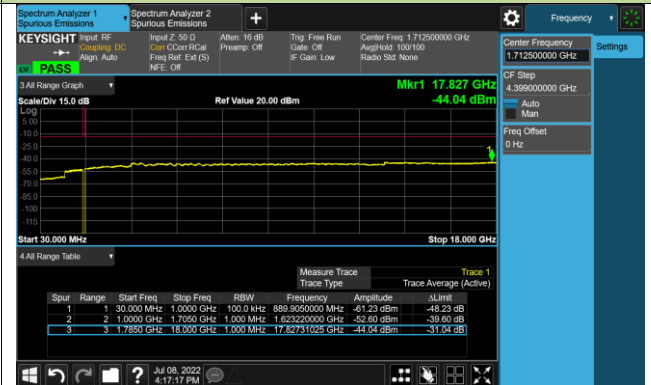 Spectrum Analyzer 1
Spurious Emissions
Spectrum Analyzer 2
Spurious Emissions
Frequency
KEYSIGHT
Input: RF
Coupling: DC
Align: Auto
Input Z: 50 Ω
Corr CCorr RCal
Freq Ref: Ext (S)
NFE: Off
Atten: 16 dB
Preamp: Off
Trig: Free Run
Gate: Off
IF Gain: Low
Center Freq: 1.712500000 GHz
Avg|Hold: 100/100
Radio Std: None
PASS
Center Frequency
1.712500000 GHz
Settings
CF Step
4.399000000 GHz
Auto
Man
Freq Offset
0 Hz
3 All Range Graph
Mkr1 17.827 GHz
Scale/Div 15.0 dB
Ref Value 20.00 dBm
-44.04 dBm
Log
5.00
-10.0
-25.0
-40.0
-55.0
-70.0
-85.0
-100
-115
1
Start 30.000 MHz
Stop 18.000 GHz
4 All Range Table
Measure Trace Trace 1
Trace Type Trace Average (Active)
Spur Range Start Freq Stop Freq RBW Frequency Amplitude ΔLimit
1 1 30.000 MHz 1.0000 GHz 100.0 kHz 889.9050000 MHz -61.23 dBm -48.23 dB
2 2 1.0000 GHz 1.7050 GHz 1.000 MHz 1.623220000 GHz -52.60 dBm -39.60 dB
3 3 1.7850 GHz 18.000 GHz 1.000 MHz 17.82731025 GHz -44.04 dBm -31.04 dB
Jul 08, 2022
4:17:17 PM